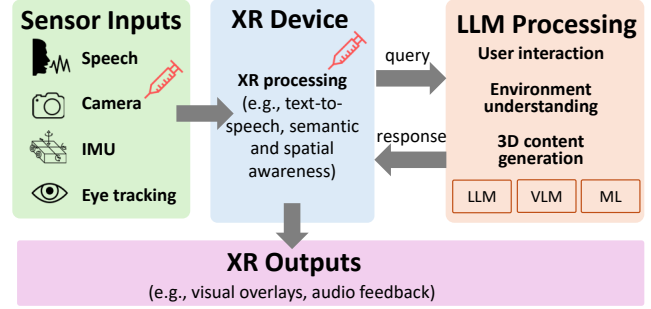 Sensor Inputs
Speech
Camera
IMU
Eye tracking
XR Device
XR processing
(e.g., text-to-
speech, semantic
and spatial
awareness)
query
response
LLM Processing
User interaction
Environment
understanding
3D content
generation
LLM
VLM
ML
XR Outputs
(e.g., visual overlays, audio feedback)